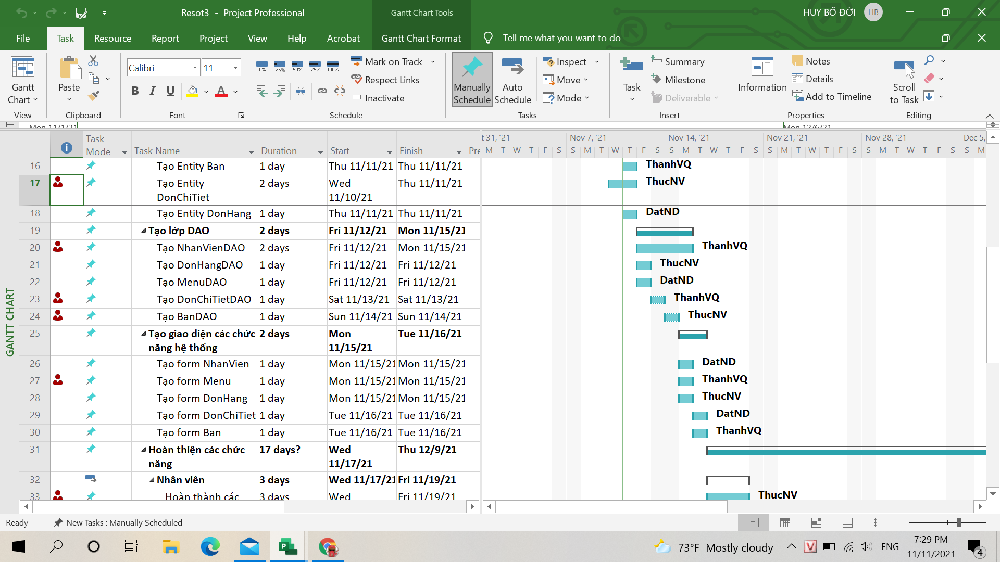 Resot3 - Project Professional
Gantt Chart Tools
HUY BỐ ĐỜI
HB
File
Task
Resource
Report
Project
View
Help
Acrobat
Gantt Chart Format
Tell me what you want to do
Gantt
Chart
View
Paste
Clipboard
Calibri
11
B I U A
Font
0% 25% 50% 75% 100%
Mark on Track
Respect Links
Inactivate
Schedule
Manually
Schedule
Auto
Schedule
Inspect
Move
Mode
Tasks
Task
Summary
Milestone
Deliverable
Insert
Information
Notes
Details
Add to Timeline
Properties
Scroll
to Task
Editing
Mon 11/1/21
Mon 12/6/21
GANTT CHART
Task
Mode
Task Name
Duration
Start
Finish
Pre
t 31, '21
Nov 7, '21
Nov 14, '21
Nov 21, '21
Nov 28, '21
Dec 5,
M T W T F S S M T W T F S S M T W T F S S M T W T F S S M T W T F S S M
16 Tạo Entity Ban 1 day Thu 11/11/21 Thu 11/11/21 ThanhVQ
17 Tạo Entity 2 days Wed Thu 11/11/21 ThucNV
DonChiTiet 11/10/21
18 Tạo Entity DonHang 1 day Thu 11/11/21 Thu 11/11/21 DatND
19 Tạo lớp DAO 2 days Fri 11/12/21 Mon 11/15/21
20 Tạo NhanVienDAO 2 days Fri 11/12/21 Mon 11/15/21 ThanhVQ
21 Tạo DonHangDAO 1 day Fri 11/12/21 Fri 11/12/21 ThucNV
22 Tạo MenuDAO 1 day Fri 11/12/21 Fri 11/12/21 DatND
23 Tạo DonChiTietDAO 1 day Sat 11/13/21 Sat 11/13/21 ThanhVQ
24 Tạo BanDAO 1 day Sun 11/14/21 Sun 11/14/21 ThucNV
25 Tạo giao diện các chức 2 days Mon Tue 11/16/21
năng hệ thống 11/15/21
26 Tạo form NhanVien 1 day Mon 11/15/21 Mon 11/15/21 DatND
27 Tạo form Menu 1 day Mon 11/15/21 Mon 11/15/21 ThanhVQ
28 Tạo form DonHang 1 day Mon 11/15/21 Mon 11/15/21 ThucNV
29 Tạo form DonChiTiet 1 day Tue 11/16/21 Tue 11/16/21 DatND
30 Tạo form Ban 1 day Tue 11/16/21 Tue 11/16/21 ThanhVQ
31 Hoàn thiện các chức 17 days? Wed Thu 12/9/21
năng 11/17/21
32 Nhân viên 3 days Wed 11/17/21 Fri 11/19/21
33 Hoàn thành các 3 days Wed Fri 11/19/21 ThucNV
Ready
New Tasks : Manually Scheduled
73°F Mostly cloudy
ENG
7:29 PM
11/11/2021
4